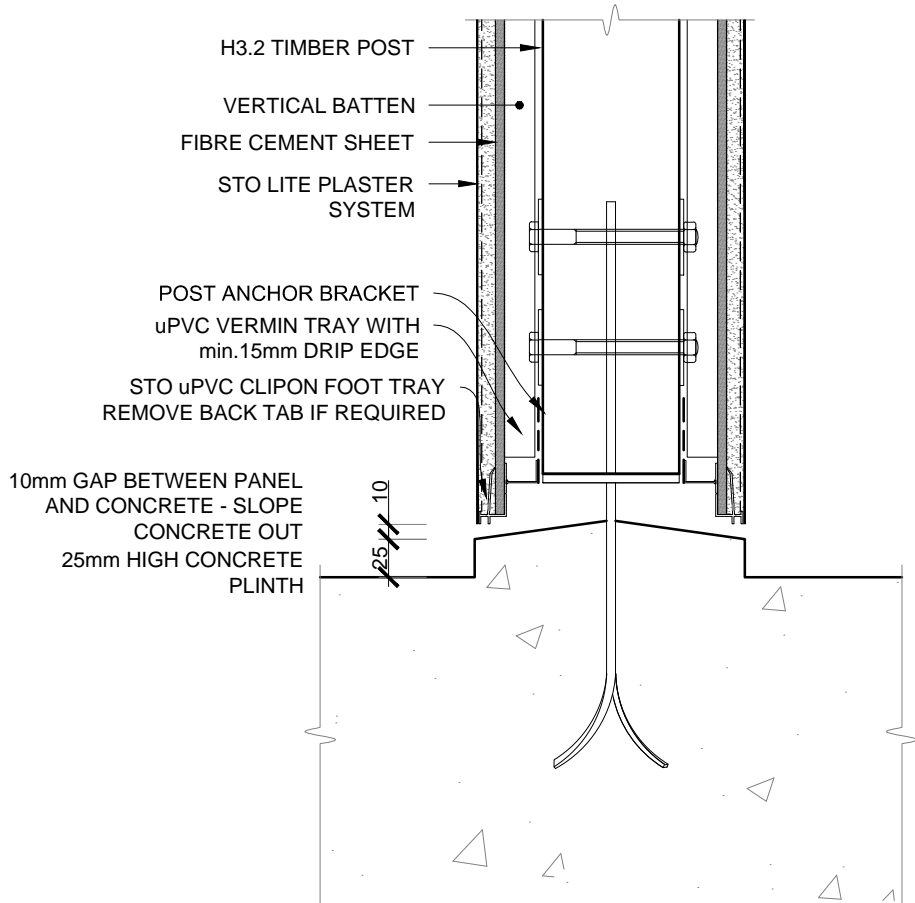 H3.2 TIMBER POST
VERTICAL BATTEN
FIBRE CEMENT SHEET
STO LITE PLASTER
SYSTEM
POST ANCHOR BRACKET
uPVC VERMIN TRAY WITH
min.15mm DRIP EDGE
STO uPVC CLIPON FOOT TRAY
REMOVE BACK TAB IF REQUIRED
10mm GAP BETWEEN PANEL
AND CONCRETE - SLOPE
CONCRETE OUT
25mm HIGH CONCRETE
PLINTH
10
25